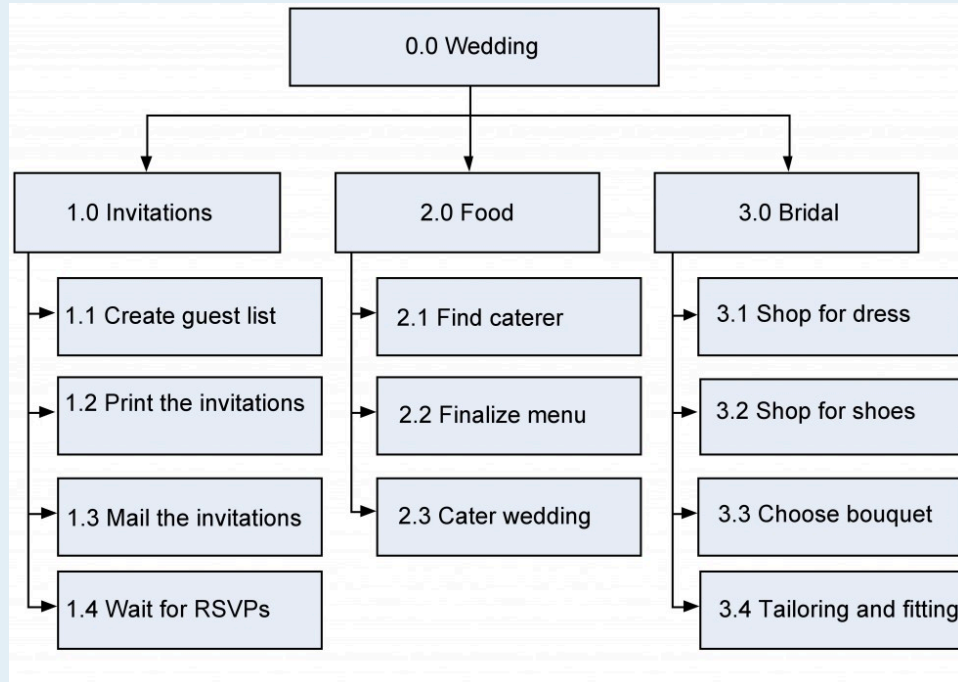 0.0 Wedding
1.0 Invitations
1.1 Create guest list
1.2 Print the invitations
1.3 Mail the invitations
1.4 Wait for RSVPs
2.0 Food
2.1 Find caterer
2.2 Finalize menu
2.3 Cater wedding
3.0 Bridal
3.1 Shop for dress
3.2 Shop for shoes
3.3 Choose bouquet
3.4 Tailoring and fitting